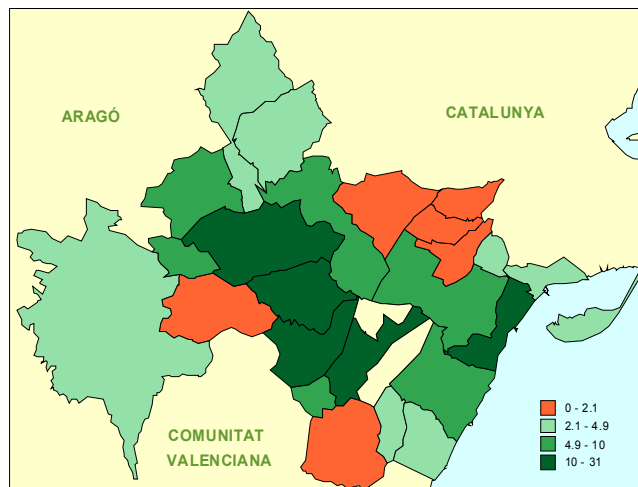 ARAGÓ
CATALUNYA
COMUNITAT
VALENCIANA
0 - 2.1
2.1 - 4.9
4.9 - 10
10 - 31